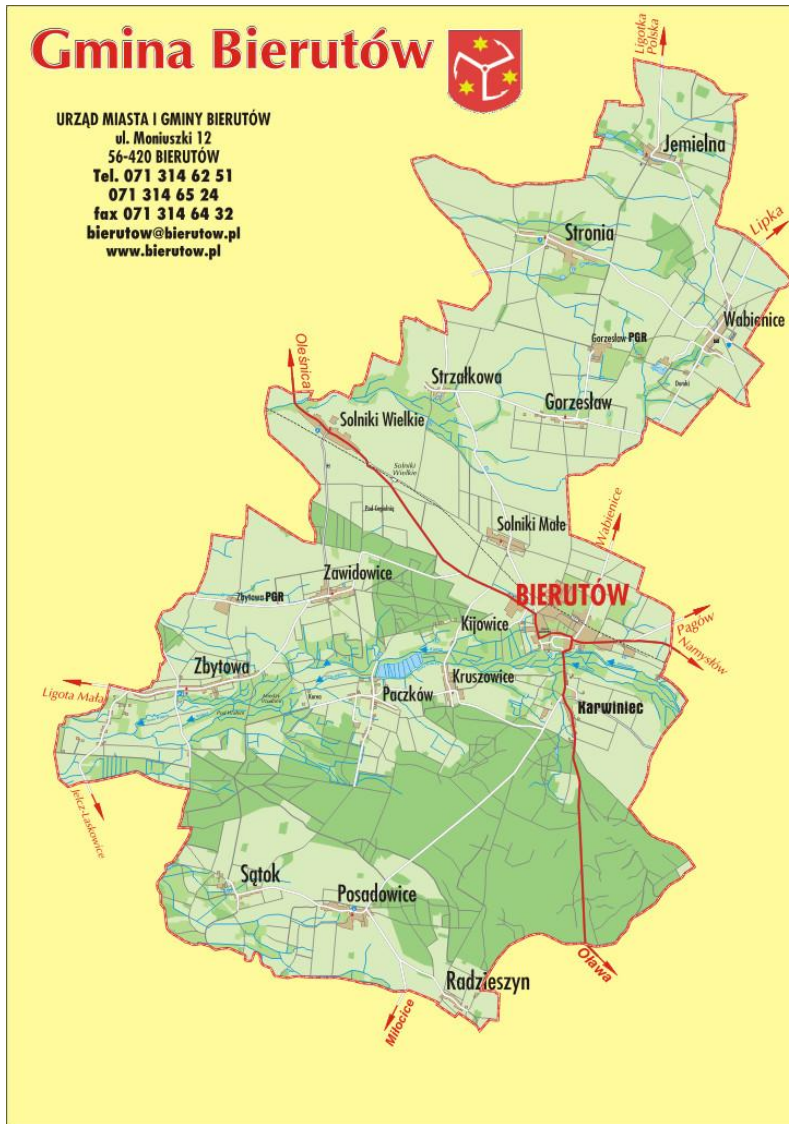 Gmina Bierutów
URZĄD MIASTA I GMINY BIERUTÓW
ul. Moniuszki 12
56-420 BIERUTÓW
Tel. 071 314 62 51
071 314 65 24
fax 071 314 64 32
bierutow@bierutow.pl
www.bierutow.pl
Ligotka
Polska
Jemielna
Lipka
Stronia
Wabienice
Gorzesław PGR
Oleśnica
Strzałkowa
Dorski
Gorzesław
Solniki Wielkie
Solniki
Wielkie
Solniki Małe
Wabienice
Zawidowice
BIERUTÓW
Zbytowa PGR
Kijowice
Pągów
Namysłów
Zbytowa
Ligota Mała
Kruszowice
Paczków
Karwiniec
Jelcz-Laskowice
Sątok
Posadowice
Radzieszyn
Oława
Miłocice